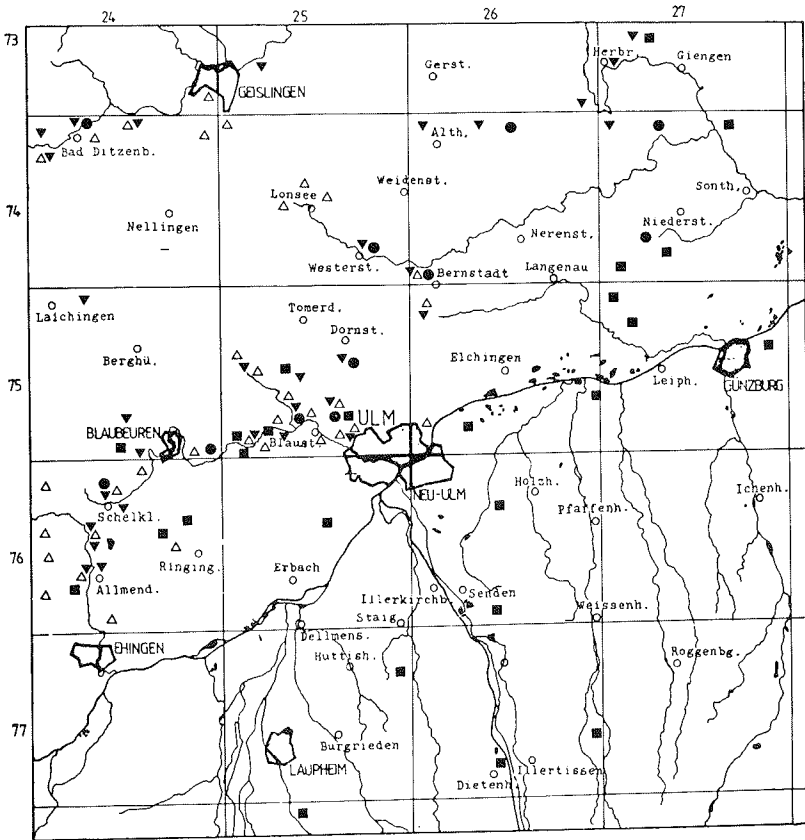 24 25 26 27
73
Herbr.
Giengen
Gerst.
GEISLINGEN
Alth.
Bad Ditzenb.
Weidenst.
Sonth.
Lonsee
74
Nellingen
Niederst.
Nerenst.
Westerst.
Bernstadt
Langenau
Laichingen
Tomerd.
Dornst.
Berghü.
Elchingen
75
Leiph.
GÜNZBURG
ULM
BLAUBEUREN
Blaust.
NEU-ULM
Holzh.
Ichenh.
Schelkl.
Pfaffenh.
76
Ringing.
Erbach
Allmend.
Illerkirchb.
Senden
Staig
Weissenh.
Dellmens.
EHINGEN
Hüttish.
Roggenbg.
77
Burgrieden
LAUPHEIM
Illertissen
Dietenh.